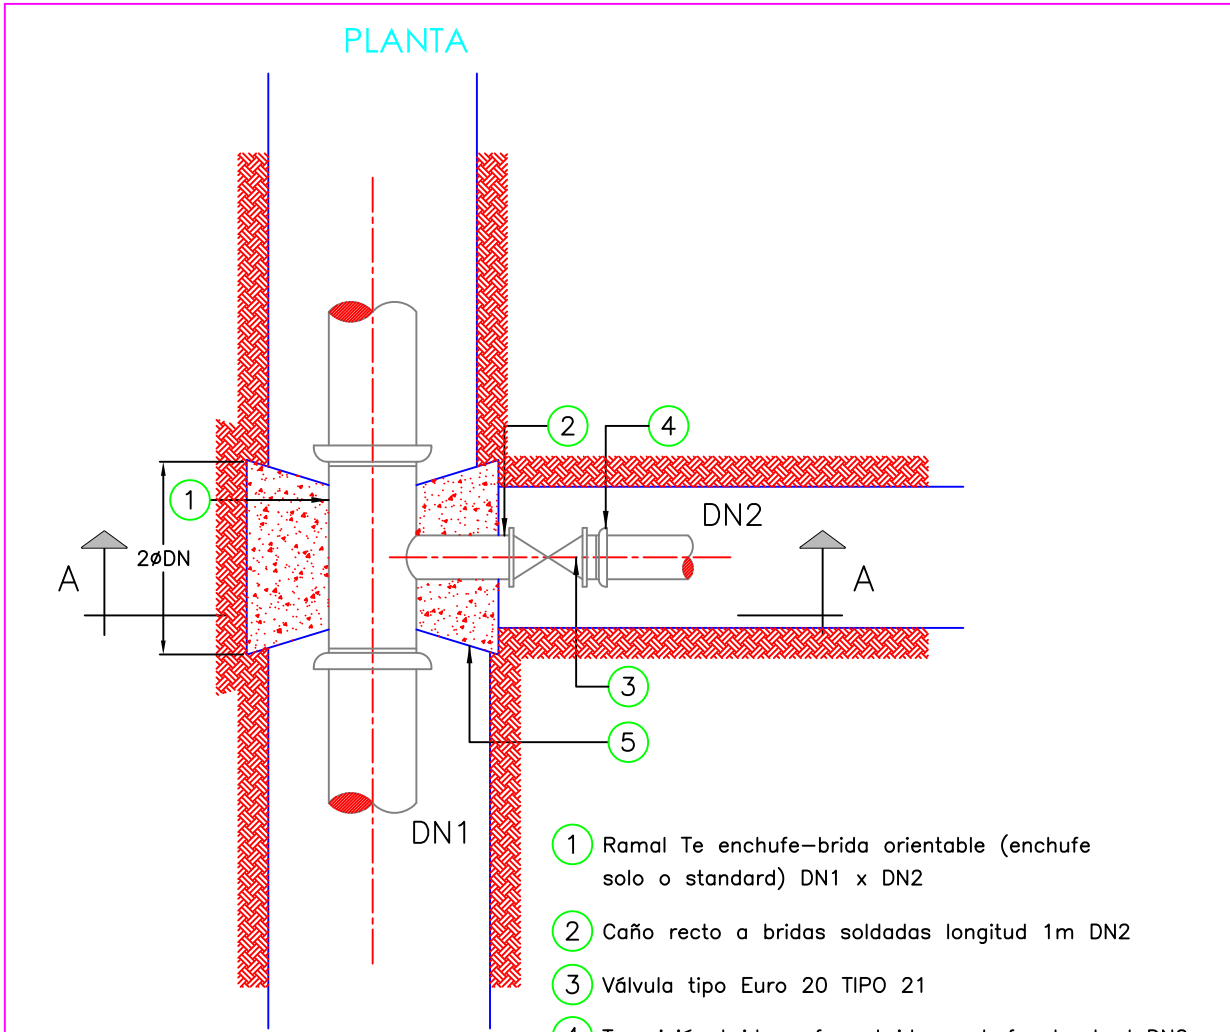 PLANTA
2
4
1
DN2
2øDN
A
A
3
5
DN1
1 Ramal Te enchufe-brida orientable (enchufe
solo o standard) DN1 x DN2
2 Caño recto a bridas soldadas longitud 1m DN2
3 Válvula tipo Euro 20 TIPO 21